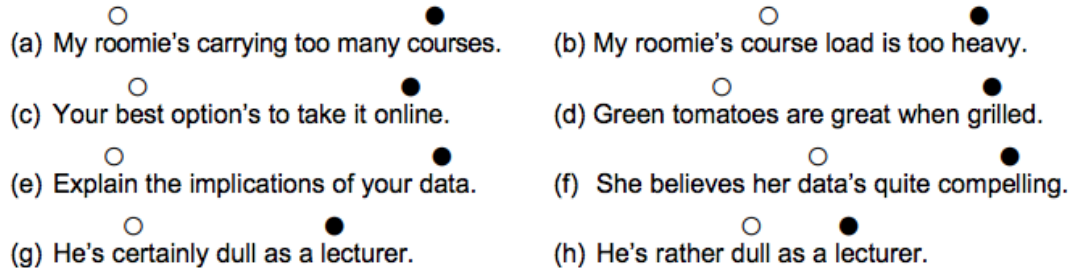 (a) My roomie's carrying too many courses. (b) My roomie's course load is too heavy.
(c) Your best option's to take it online. (d) Green tomatoes are great when grilled.
(e) Explain the implications of your data. (f) She believes her data's quite compelling.
(g) He's certainly dull as a lecturer. (h) He's rather dull as a lecturer.